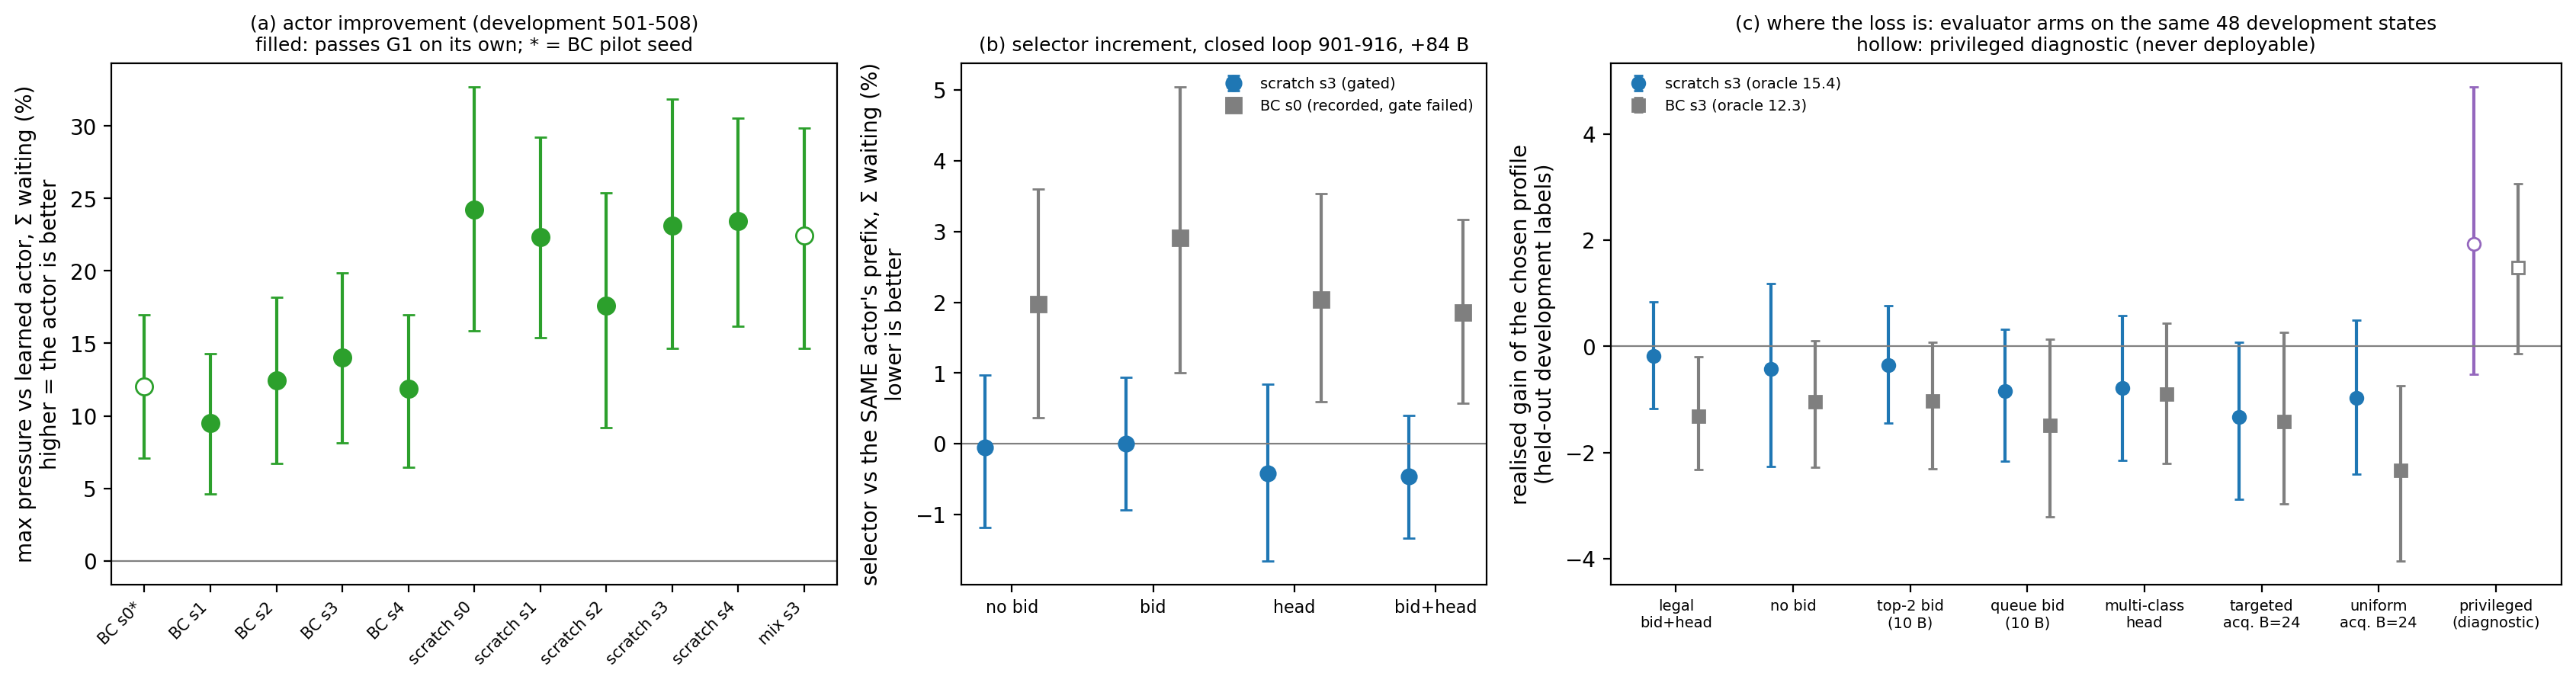 (a) actor improvement (development 501-508)
filled: passes G1 on its own; * = BC pilot seed
max pressure vs learned actor, Σ waiting (%)
higher = the actor is better
30
25
20
15
10
5
0
BC s0*
BC s1
BC s2
BC s3
BC s4
scratch s0
scratch s1
scratch s2
scratch s3
scratch s4
mix s3
(b) selector increment, closed loop 901-916, +84 B
selector vs the SAME actor's prefix, Σ waiting (%)
lower is better
scratch s3 (gated)
BC s0 (recorded, gate failed)
5
4
3
2
1
0
−1
no bid
bid
head
bid+head
(c) where the loss is: evaluator arms on the same 48 development states
hollow: privileged diagnostic (never deployable)
realised gain of the chosen profile
(held-out development labels)
scratch s3 (oracle 15.4)
BC s3 (oracle 12.3)
4
2
0
−2
−4
legal
bid+head
no bid
top-2 bid
(10 B)
queue bid
(10 B)
multi-class
head
targeted
acq. B=24
uniform
acq. B=24
privileged
(diagnostic)